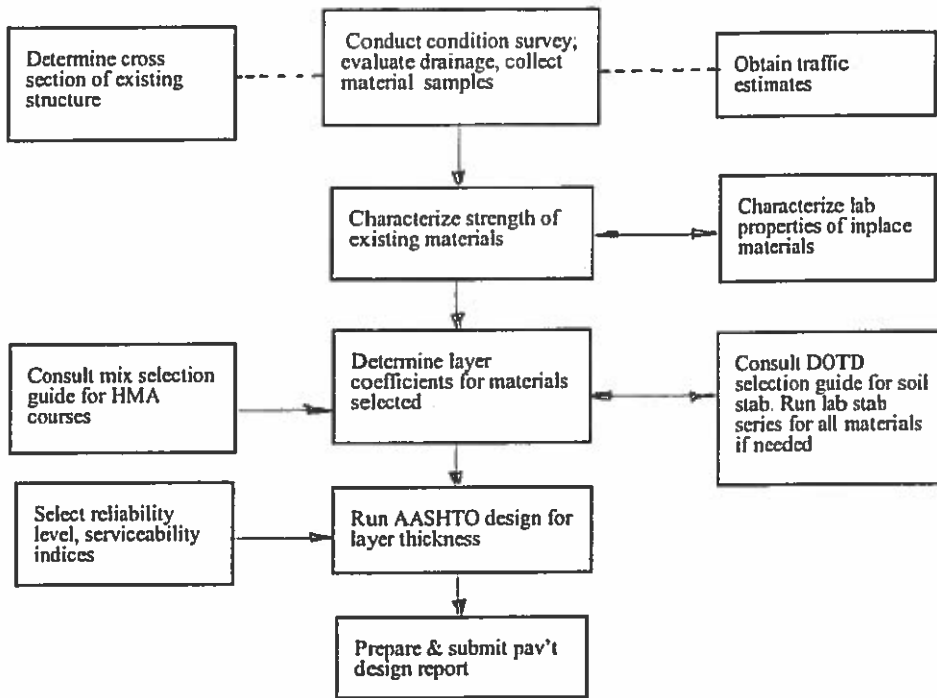 Determine cross
section of existing
structure
Conduct condition survey;
evaluate drainage, collect
material samples
Obtain traffic
estimates
Characterize strength of
existing materials
Characterize lab
properties of inplace
materials
Consult mix selection
guide for HMA
courses
Determine layer
coefficients for materials
selected
Consult DOTD
selection guide for soil
stab. Run lab stab
series for all materials
if needed
Select reliability
level, serviceability
indices
Run AASHTO design for
layer thickness
Prepare & submit pav't
design report